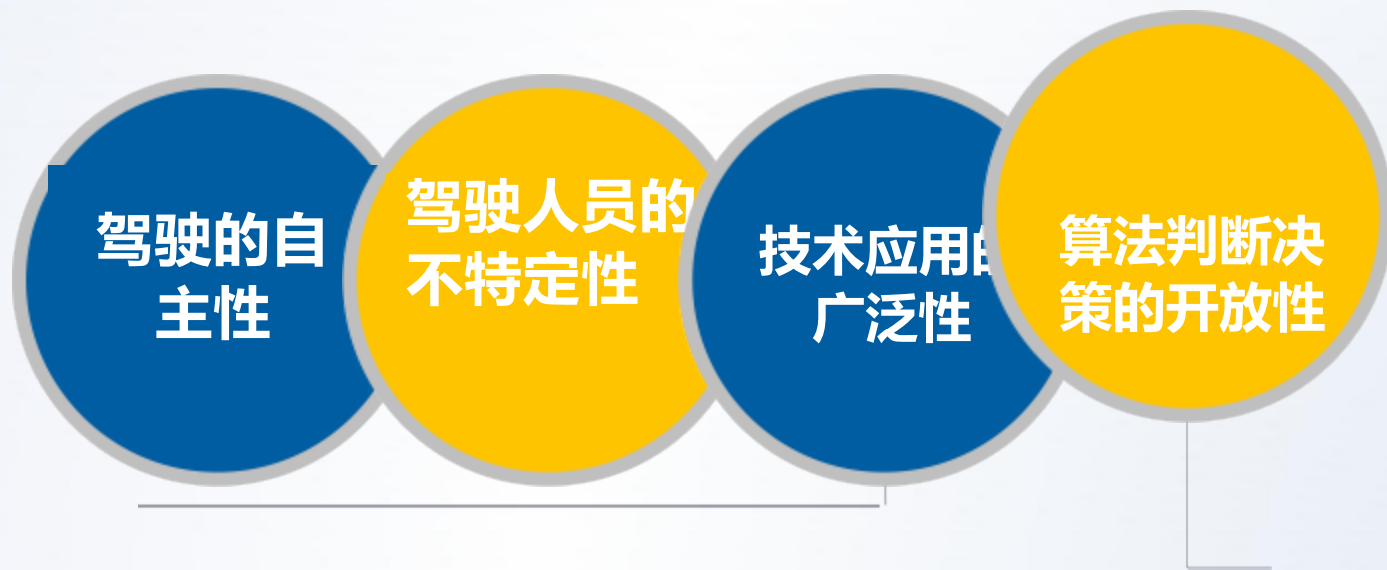 驾驶的自
主性
驾驶人员的
不特定性
技术应用的
广泛性
算法判断决
策的开放性